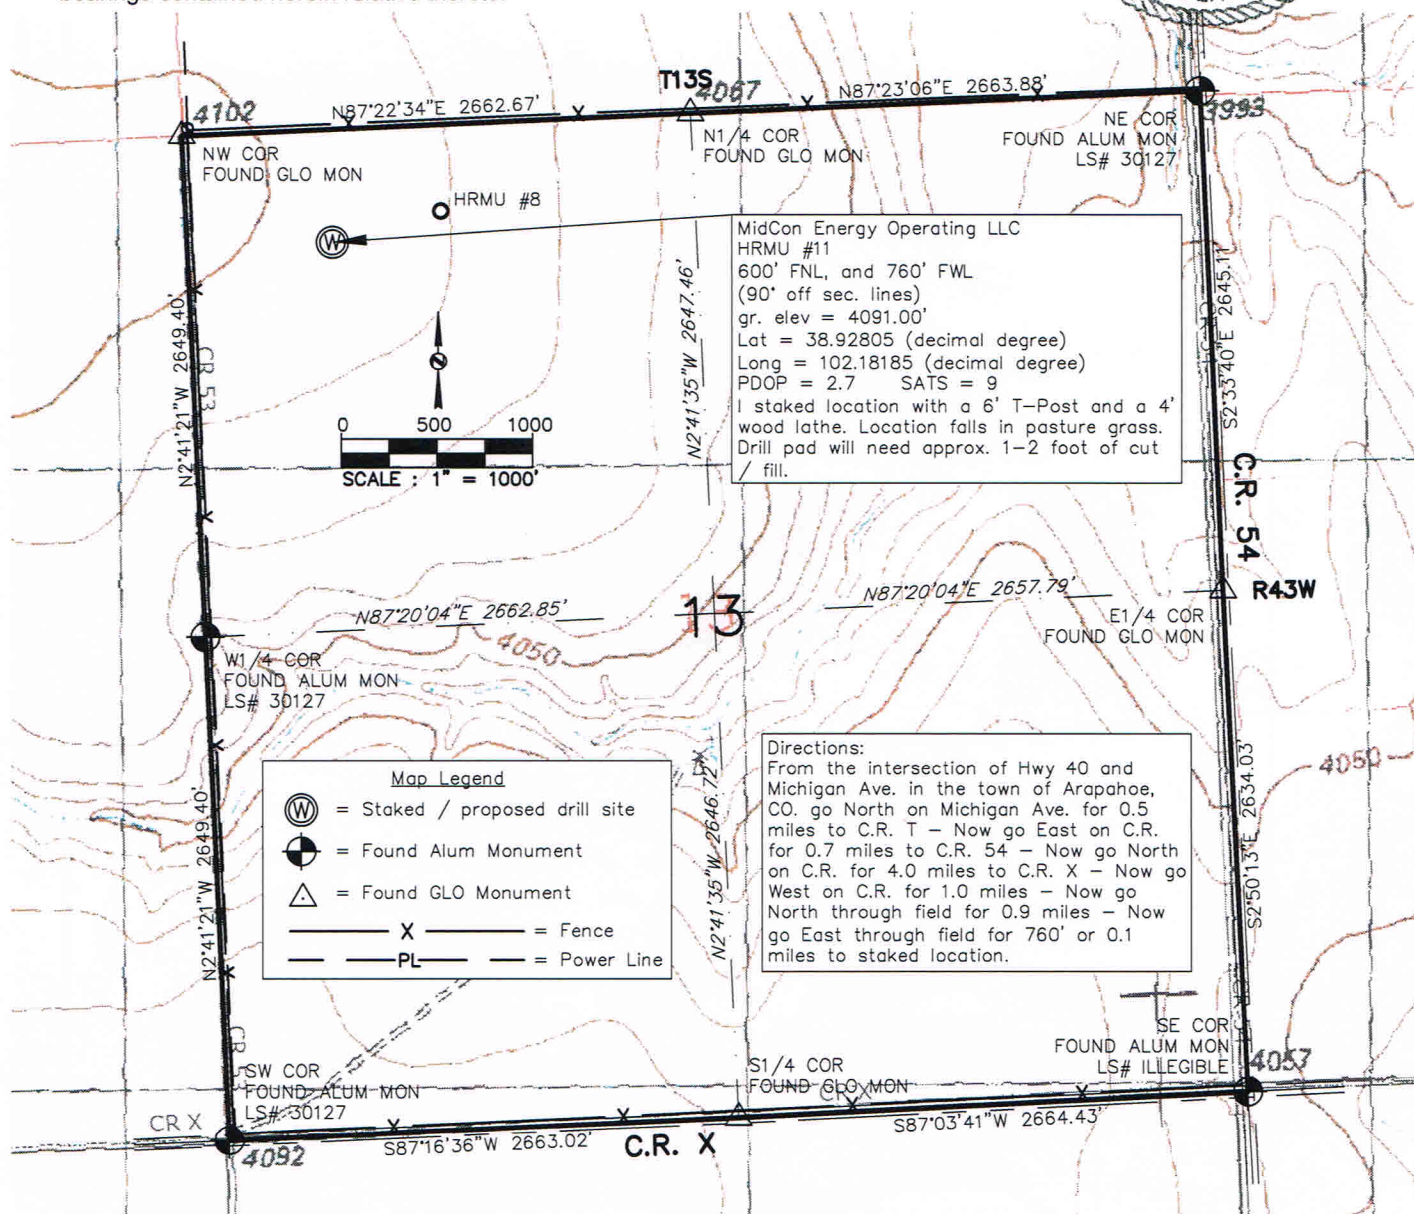 T13S
4102
N87°22'34"E 2662.67'
4067
N87°23'06"E 2663.88'
3993
NW COR
FOUND GLO MON
N1/4 COR
FOUND GLO MON
NE COR
FOUND ALUM MON
LS# 30127
HRMU #8
W
MidCon Energy Operating LLC
HRMU #11
600' FNL, and 760' FWL
(90° off sec. lines)
gr. elev = 4091.00'
Lat = 38.92805 (decimal degree)
Long = 102.18185 (decimal degree)
PDOP = 2.7 SATS = 9
I staked location with a 6' T-Post and a 4'
wood lathe. Location falls in pasture grass.
Drill pad will need approx. 1-2 foot of cut
/ fill.
N2°41'21"W 2649.40'
CR 53
N2°41'35"W 2647.46'
S2°33'40"E 2645.11'
N
0 500 1000
SCALE : 1" = 1000'
C.R. 54
R43W
13
N87°20'04"E 2662.85'
N87°20'04"E 2657.79'
4050
E1/4 COR
FOUND GLO MON
W1/4 COR
FOUND ALUM MON
LS# 30127
Map Legend
W = Staked / proposed drill site
= Found Alum Monument
= Found GLO Monument
X = Fence
PL = Power Line
N2°41'21"W 2649.40'
N2°41'35"W 2646.72'
Directions:
From the intersection of Hwy 40 and
Michigan Ave. in the town of Arapahoe,
CO. go North on Michigan Ave. for 0.5
miles to C.R. T - Now go East on C.R.
for 0.7 miles to C.R. 54 - Now go North
on C.R. for 4.0 miles to C.R. X - Now go
West on C.R. for 1.0 miles - Now go
North through field for 0.9 miles - Now
go East through field for 760' or 0.1
miles to staked location.
4050
S2°50'13"E 2634.03'
CR 53
SW COR
FOUND ALUM MON
LS# 30127
S1/4 COR
FOUND GLO MON
CR X
SE COR
FOUND ALUM MON
LS# ILLEGIBLE
4057
CR X
4092
S87°16'36"W 2663.02'
C.R. X
S87°03'41"W 2664.43'